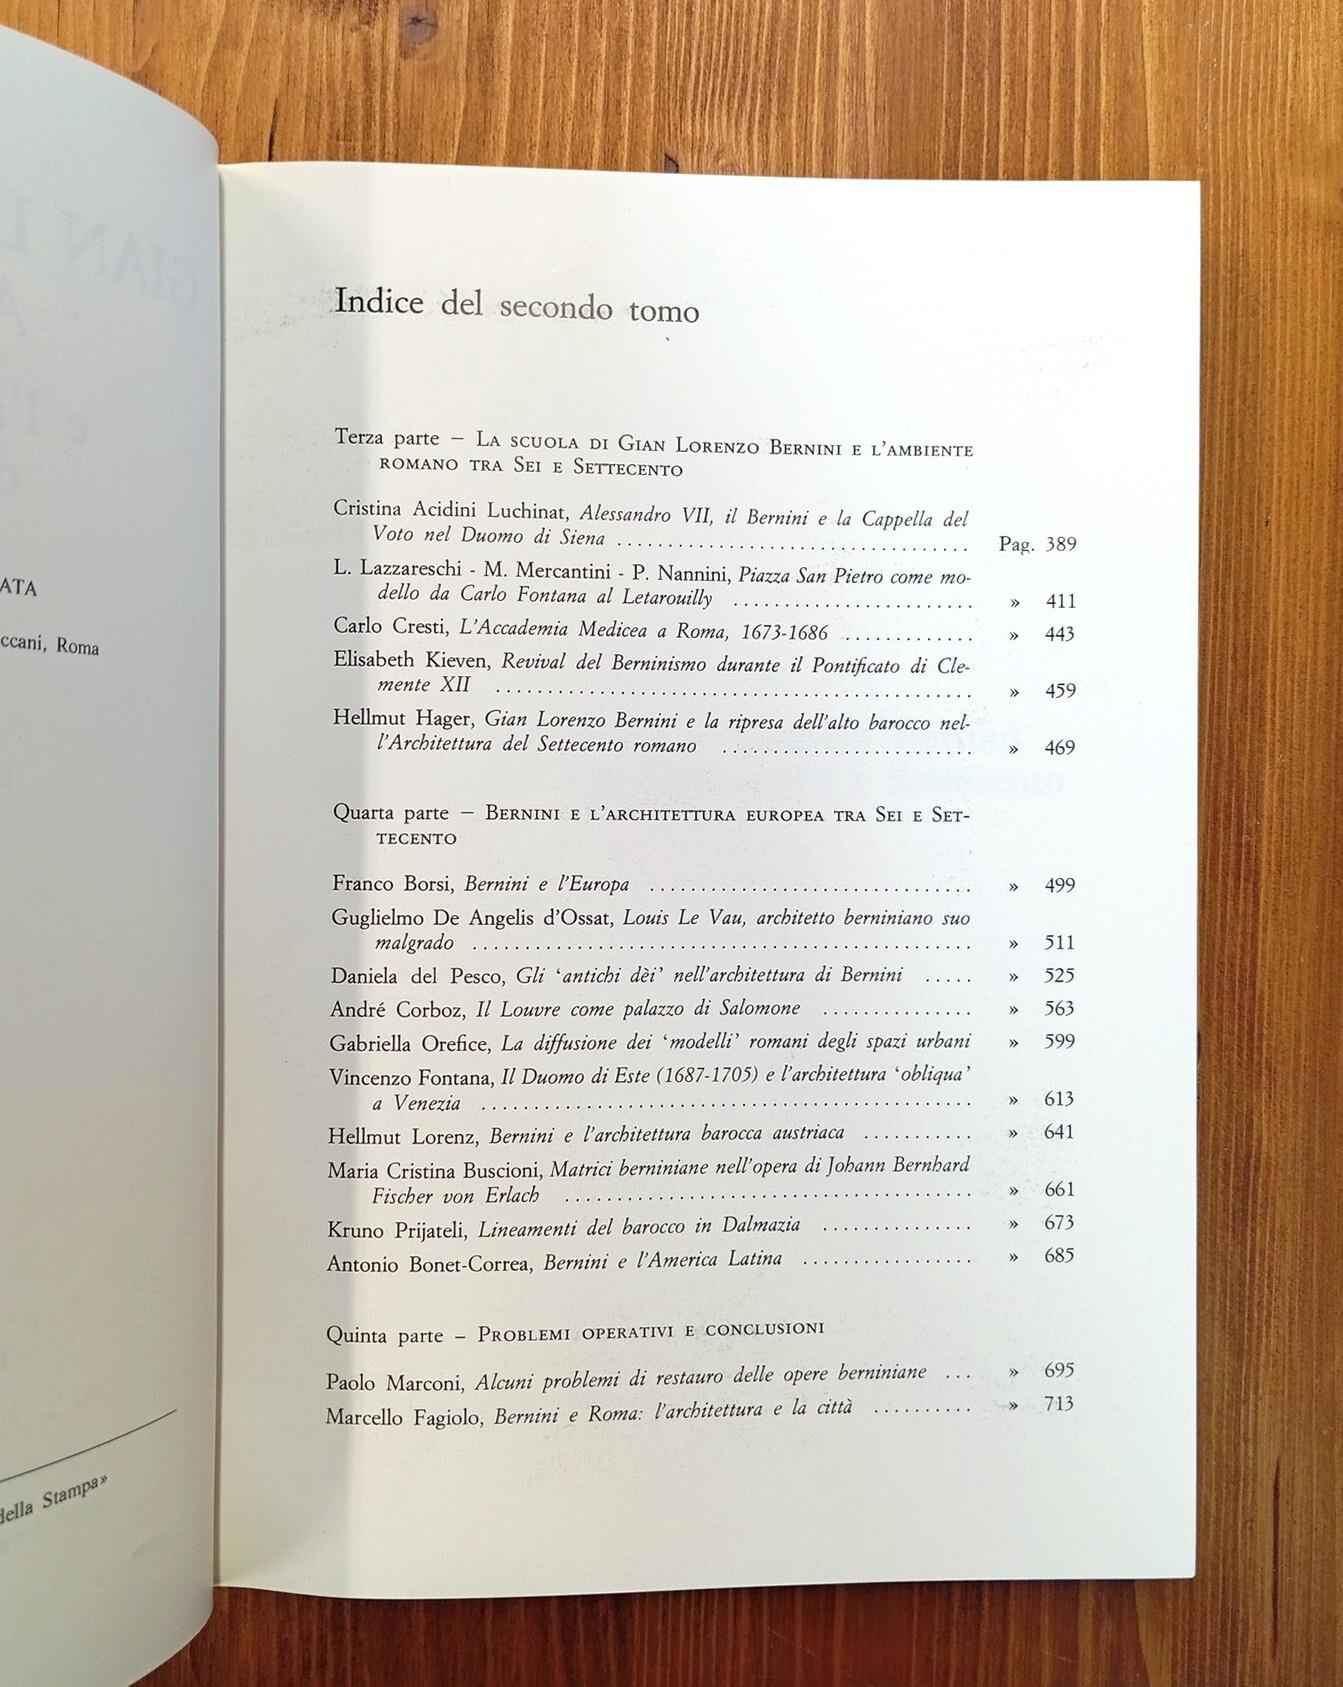 ATA
ccani, Roma
della Stampa»
Indice del secondo tomo
Terza parte – La scuola di Gian Lorenzo Bernini e l'ambiente
romano tra Sei e Settecento
Cristina Acidini Luchinat, Alessandro VII, il Bernini e la Cappella del
Voto nel Duomo di Siena .................................. Pag. 389
L. Lazzareschi - M. Mercantini - P. Nannini, Piazza San Pietro come mo-
dello da Carlo Fontana al Letarouilly ........................ » 411
Carlo Cresti, L'Accademia Medicea a Roma, 1673-1686 ............. » 443
Elisabeth Kieven, Revival del Berninismo durante il Pontificato di Cle-
mente XII .............................................. » 459
Hellmut Hager, Gian Lorenzo Bernini e la ripresa dell'alto barocco nel-
l'Architettura del Settecento romano ......................... » 469
Quarta parte – Bernini e l'architettura europea tra Sei e Set-
tecento
Franco Borsi, Bernini e l'Europa ................................ » 499
Guglielmo De Angelis d'Ossat, Louis Le Vau, architetto berniniano suo
malgrado ................................................. » 511
Daniela del Pesco, Gli 'antichi dèi' nell'architettura di Bernini ..... » 525
André Corboz, Il Louvre come palazzo di Salomone ............... » 563
Gabriella Orefice, La diffusione dei 'modelli' romani degli spazi urbani » 599
Vincenzo Fontana, Il Duomo di Este (1687-1705) e l'architettura 'obliqua'
a Venezia ................................................ » 613
Hellmut Lorenz, Bernini e l'architettura barocca austriaca ........... » 641
Maria Cristina Buscioni, Matrici berniniane nell'opera di Johann Bernhard
Fischer von Erlach ........................................ » 661
Kruno Prijateli, Lineamenti del barocco in Dalmazia ............... » 673
Antonio Bonet-Correa, Bernini e l'America Latina ................. » 685
Quinta parte – Problemi operativi e conclusioni
Paolo Marconi, Alcuni problemi di restauro delle opere berniniane ... » 695
Marcello Fagiolo, Bernini e Roma: l'architettura e la città .......... » 713